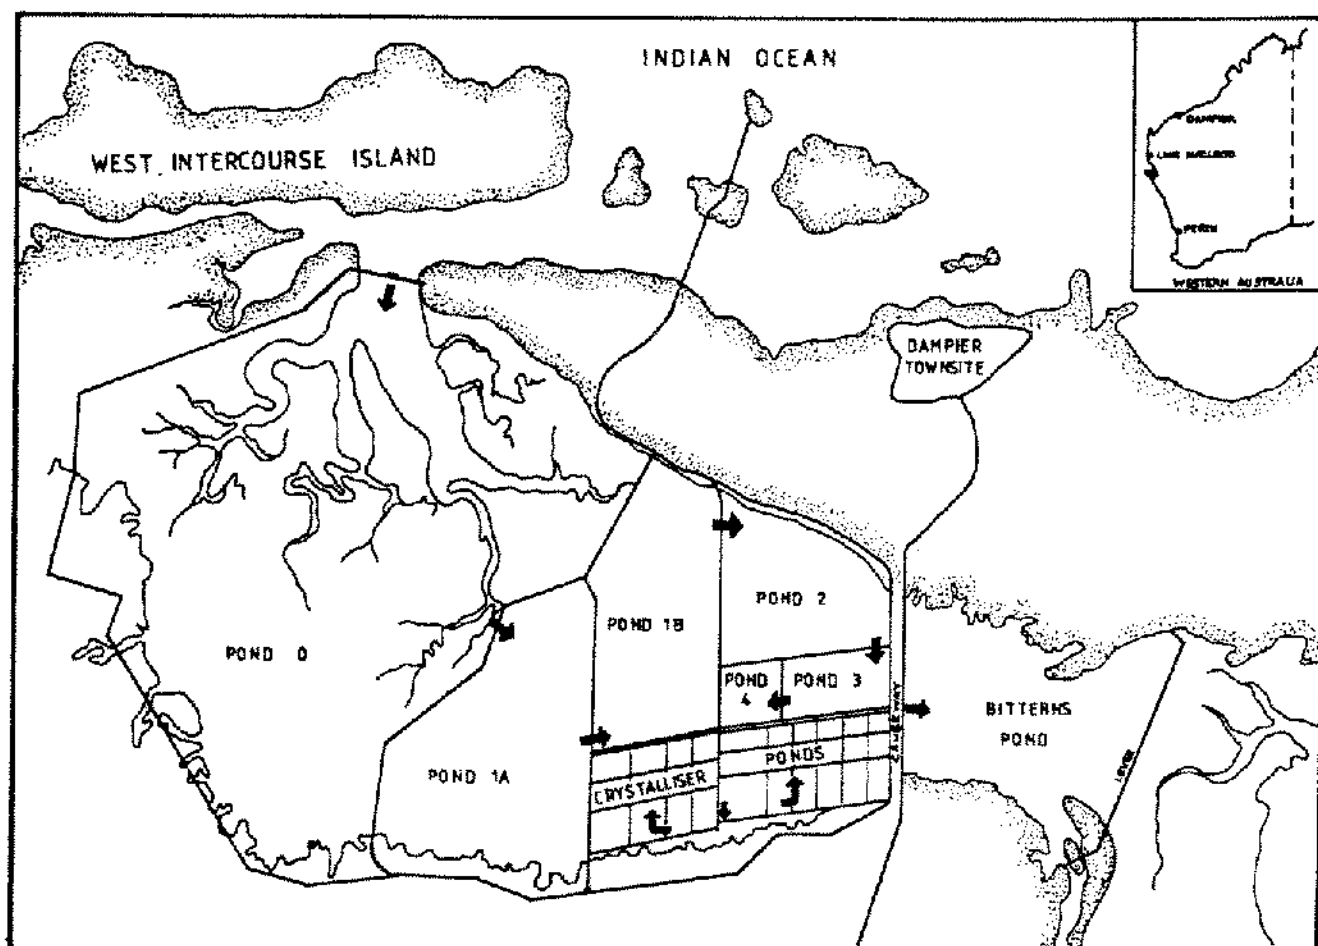 INDIAN OCEAN
WEST INTERCOURSE ISLAND
DAMPIER
PERTH
WESTERN AUSTRALIA
DAMPIER
TOWNSITE
POND 0
POND 1A
POND 1B
POND 2
POND
4
POND 3
CRYSTALLISER
PONDS
BITTERNS
POND